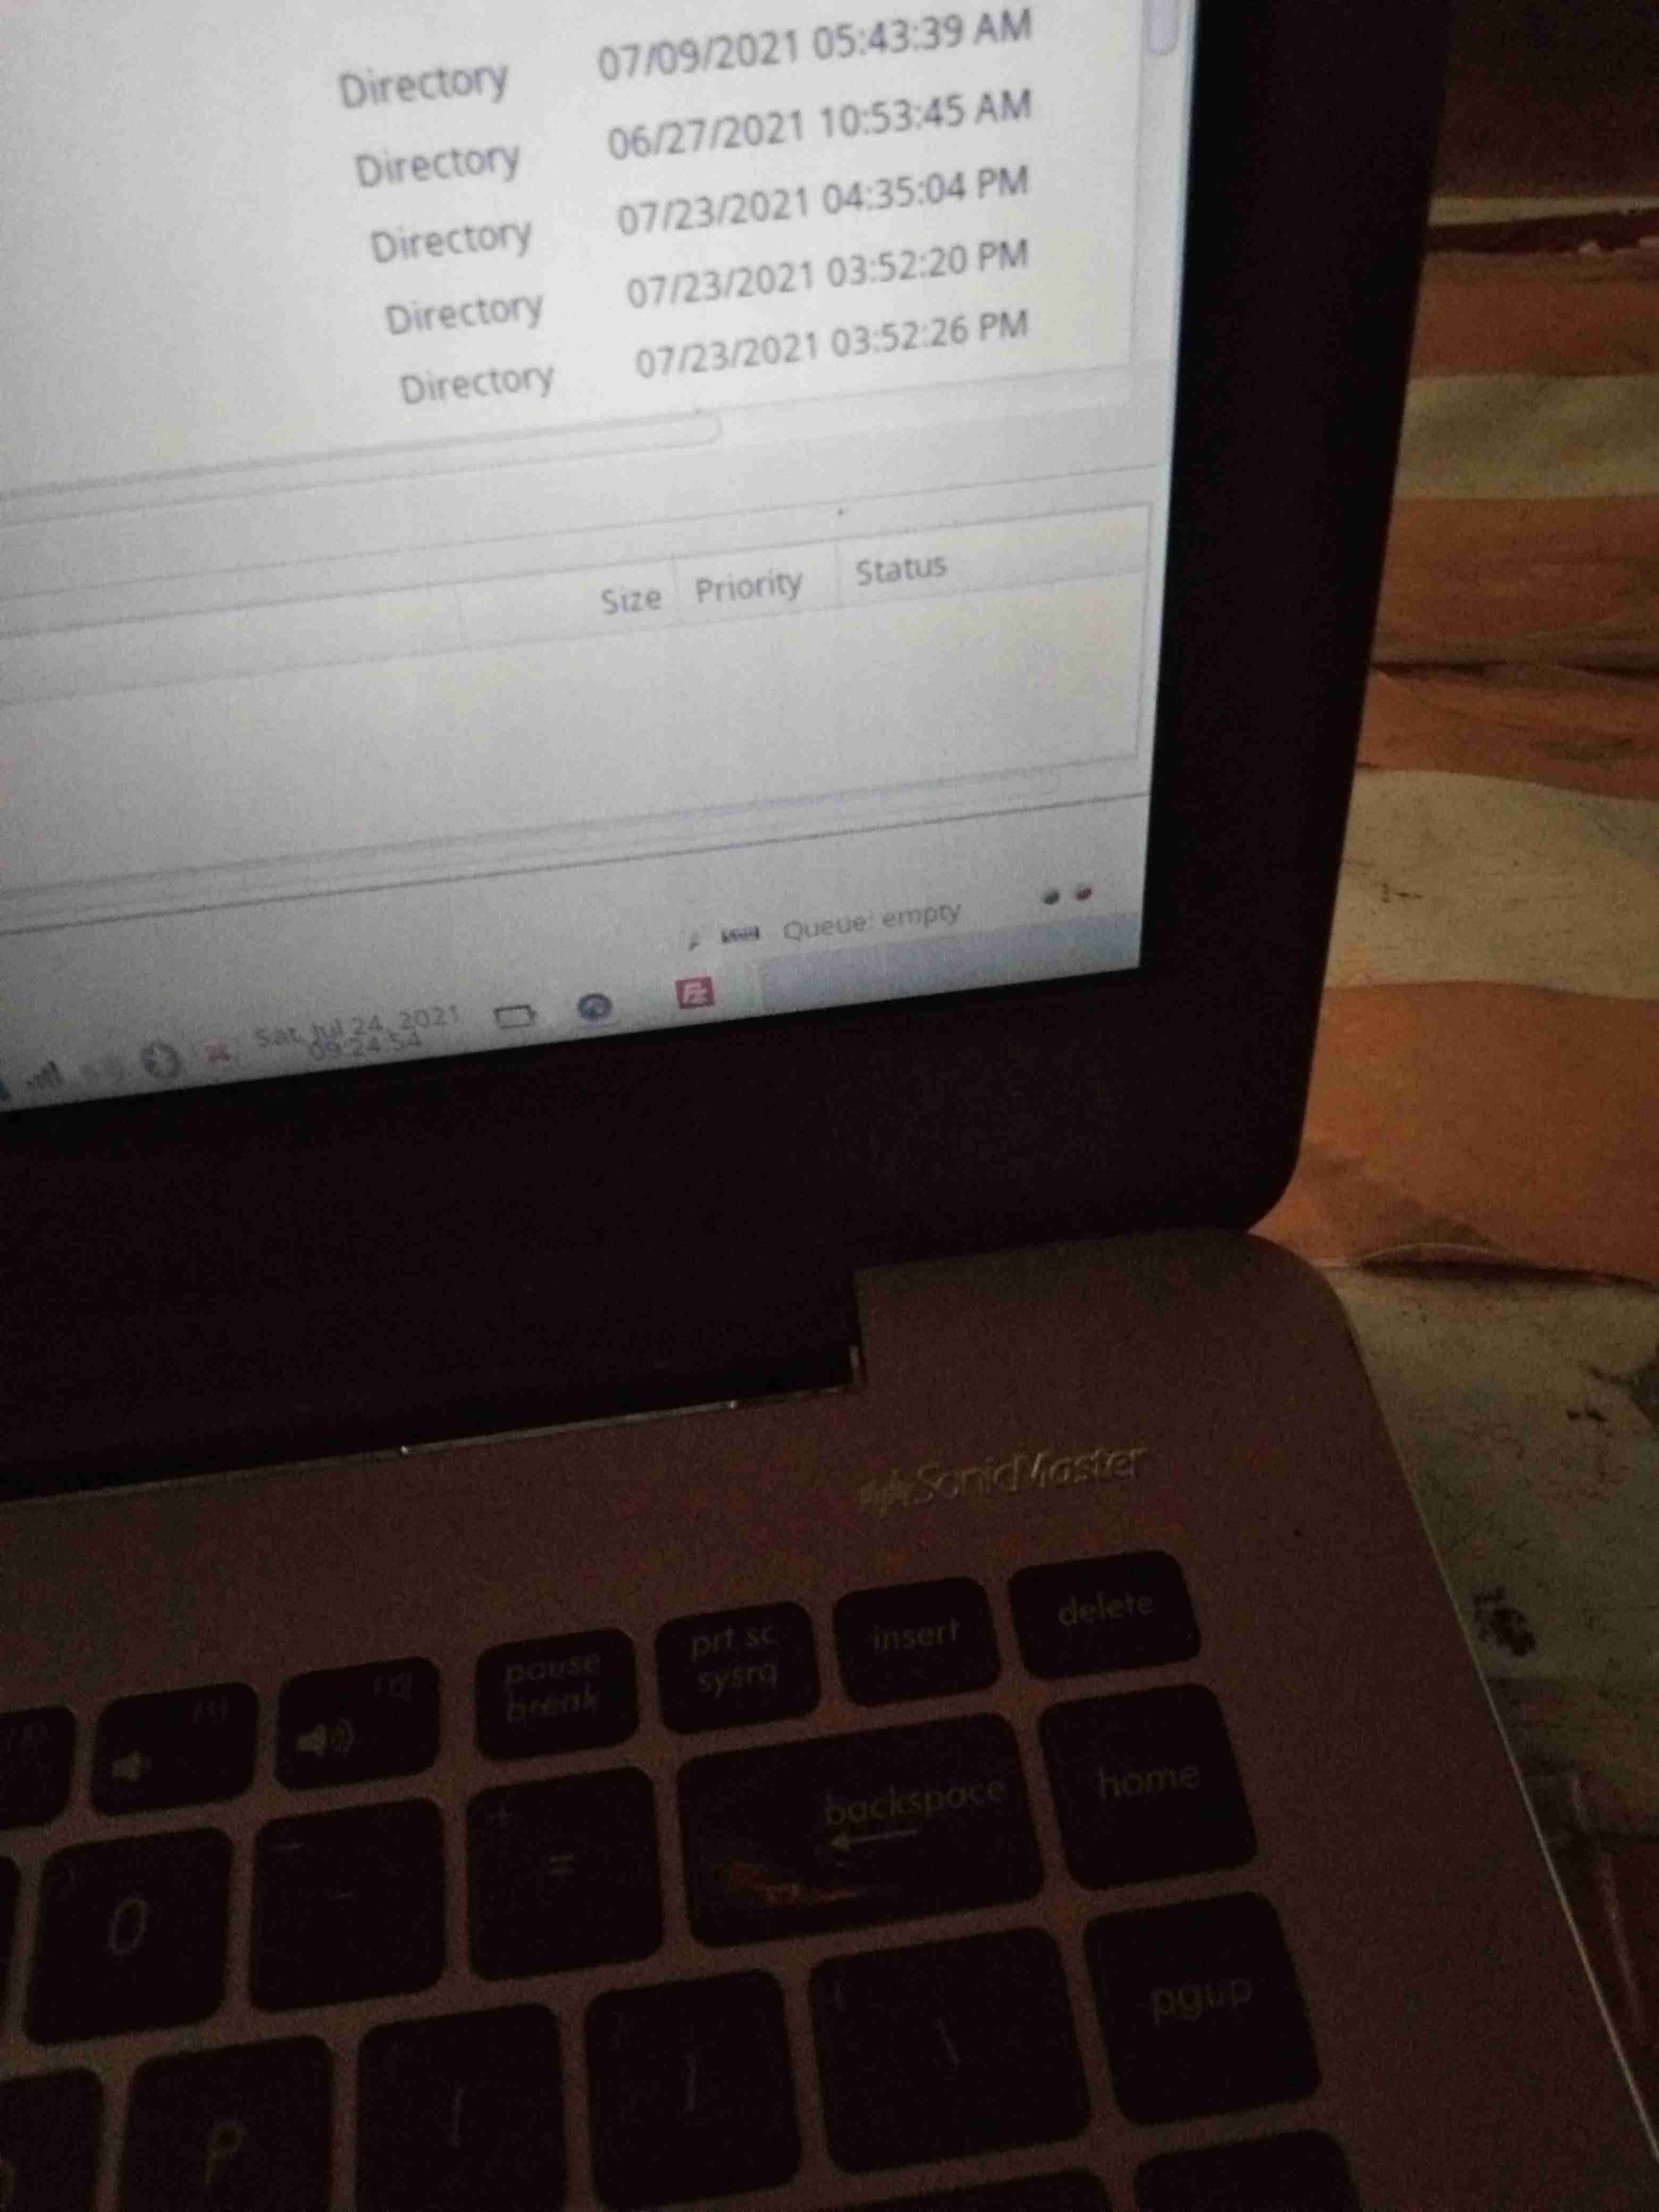 Directory 07/09/2021 05:43:39 AM
Directory 06/27/2021 10:53:45 AM
Directory 07/23/2021 04:35:04 PM
Directory 07/23/2021 03:52:20 PM
Directory 07/23/2021 03:52:26 PM
Size Priority Status
Queue: empty
Sat, Jul 24, 2021
09:24:54
Fz
SonicMaster
f11 f12 pause break prt sc sysrq insert delete
0 - = + backspace home
P [ ] \ pgup